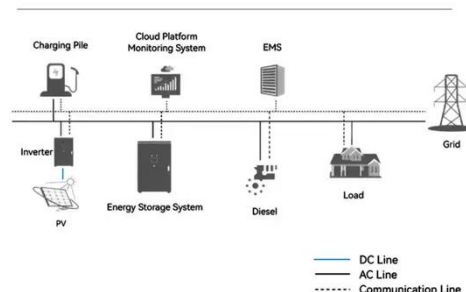 Charging Pile
Cloud Platform
Monitoring System
EMS
Grid
Inverter
PV
Energy Storage System
Diesel
Load
DC Line
AC Line
Communication Line